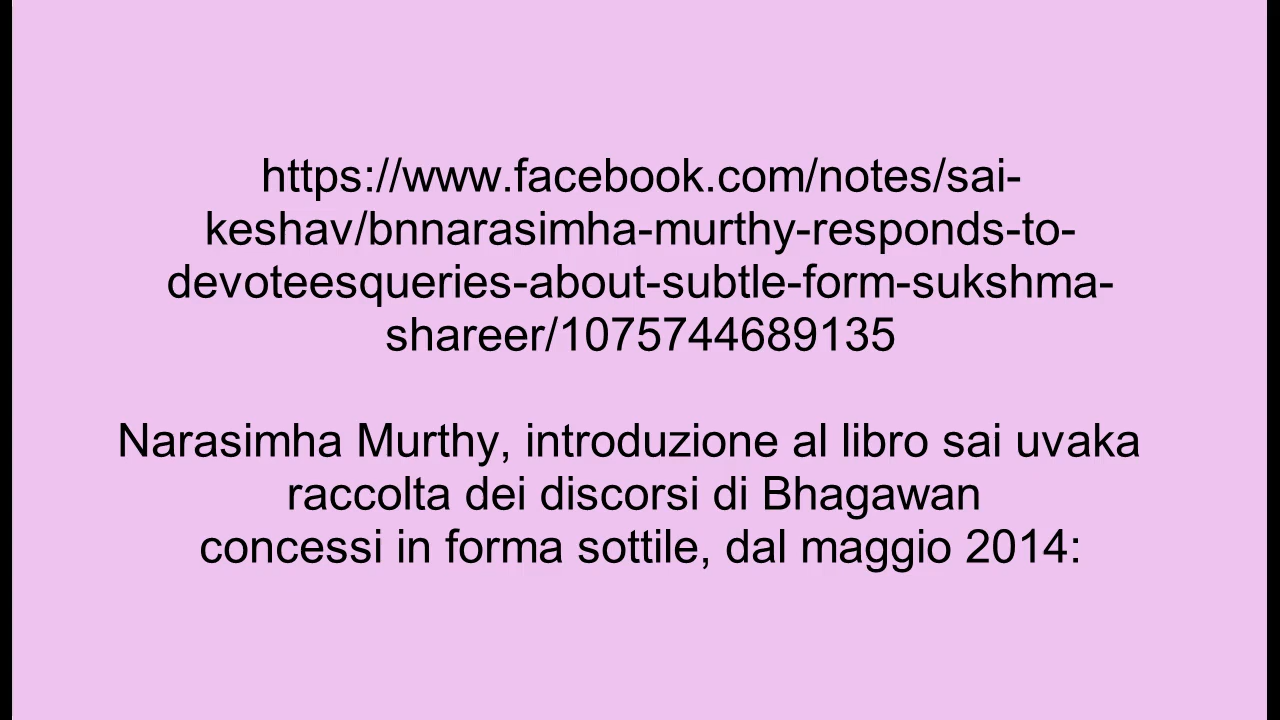 https://www.facebook.com/notes/sai-
keshav/bnnarasimha-murthy-responds-to-
devoteesqueries-about-subtle-form-sukshma-
shareer/1075744689135
Narasimha Murthy, introduzione al libro sai uvaka
raccolta dei discorsi di Bhagawan
concessi in forma sottile, dal maggio 2014: